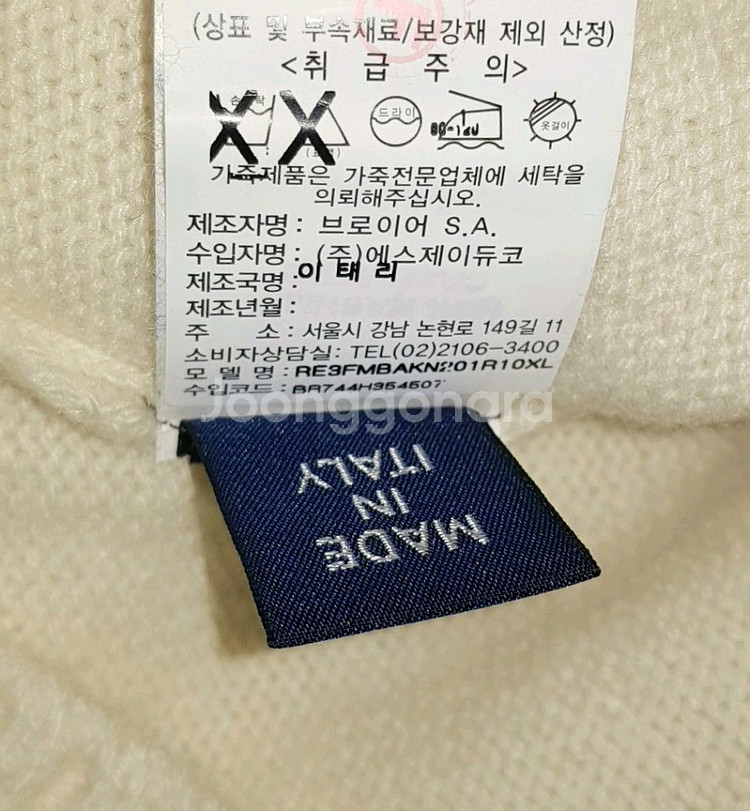 (상표 및 부속재료/보강재 제외 산정)
<취 급 주 의>
드라이
옷걸이
가죽제품은 가죽전문업체에 세탁을
의뢰해주십시오.
제조자명 : 브로이어 S.A.
수입자명 : (주)에스제이듀코
제조국명 : 이 태 리
제조년월 :
주 소 : 서울시 강남 논현로 149길 11
소비자상담실: TEL(02)2106-3400
모 델 명 : RE3FMBAKN201R10XL
수입코드 : BR744H354507
Joonggonara
MADE
IN
ITALY